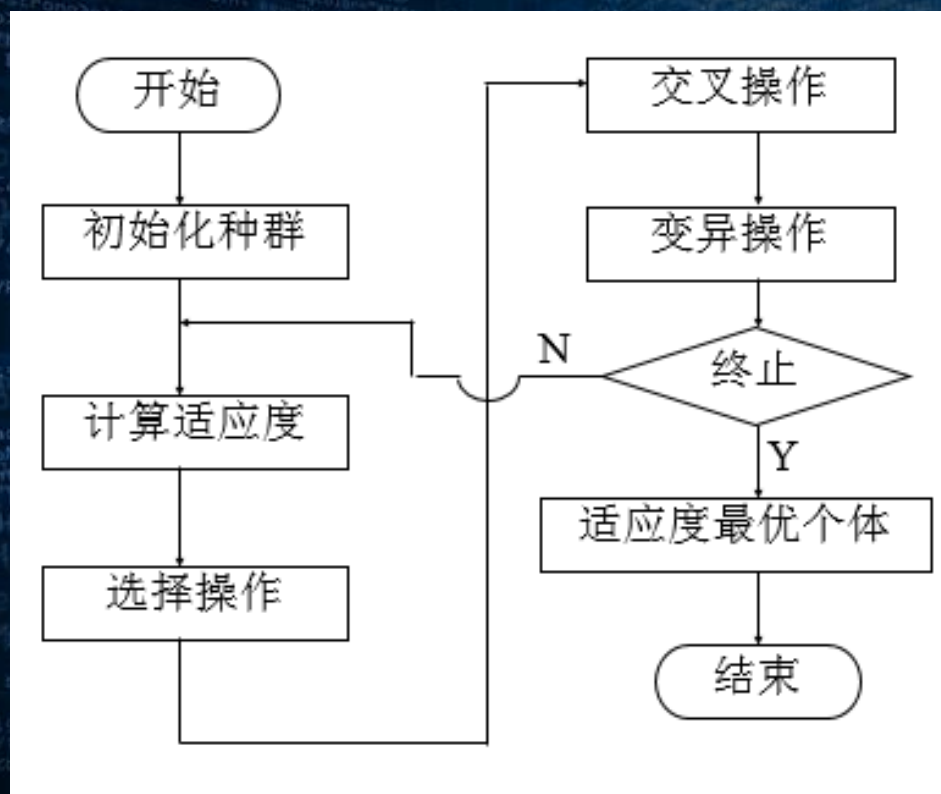 开始
初始化种群
计算适应度
选择操作
交叉操作
变异操作
终止
N
Y
适应度最优个体
结束